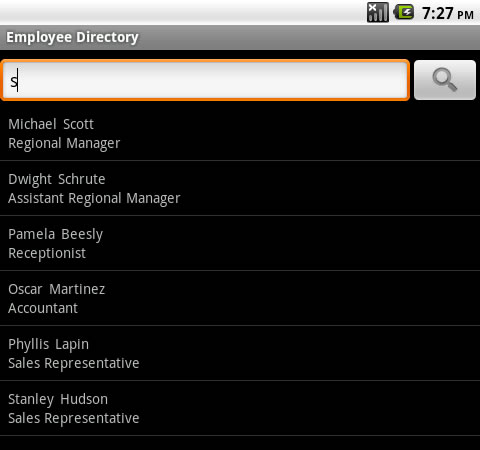 7:27 PM
Employee Directory
s
Michael Scott
Regional Manager
Dwight Schrute
Assistant Regional Manager
Pamela Beesly
Receptionist
Oscar Martinez
Accountant
Phyllis Lapin
Sales Representative
Stanley Hudson
Sales Representative